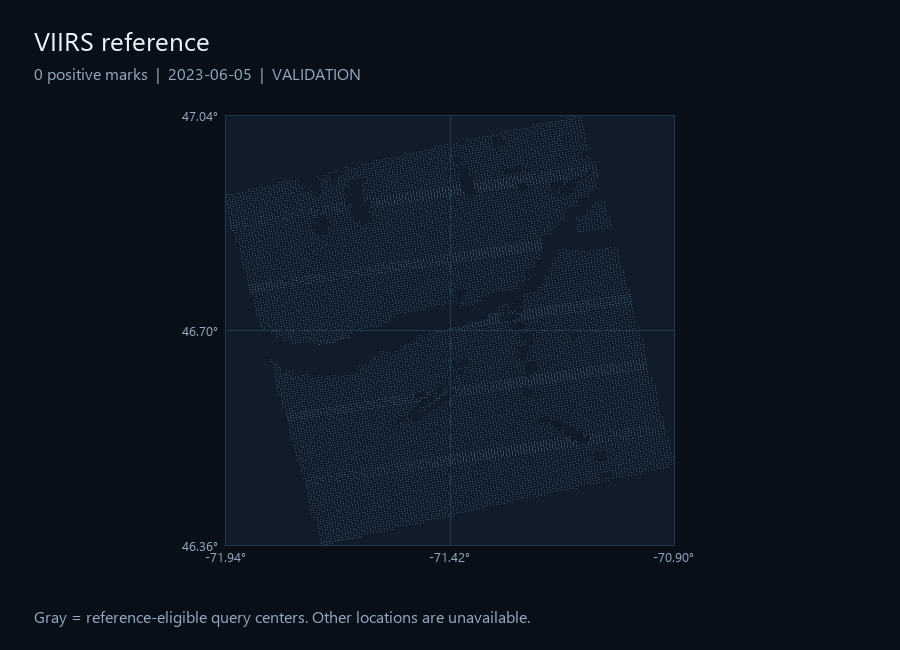 VIIRS reference
0 positive marks | 2023-06-05 | VALIDATION
47.04°
46.70°
46.36°
-71.94°
-71.42°
-70.90°
Gray = reference-eligible query centers. Other locations are unavailable.